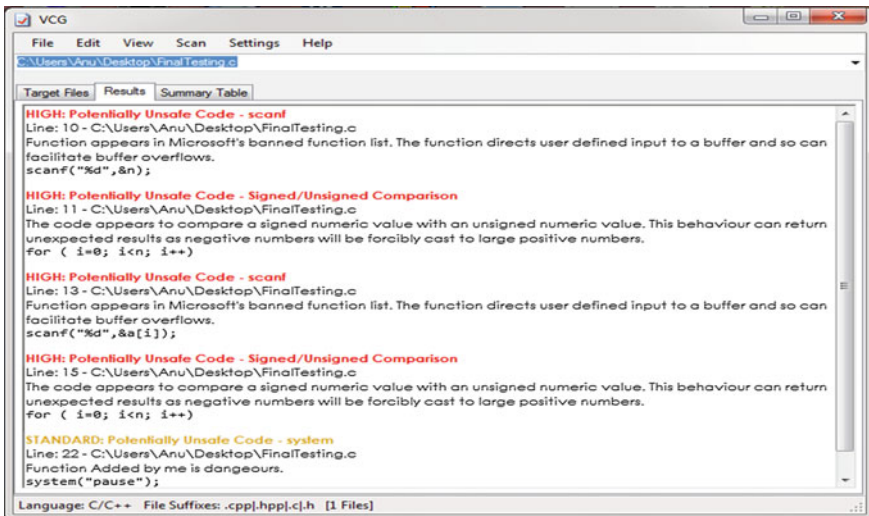 VCG
File Edit View Scan Settings Help
C:\Users\Anu\Desktop\FinalTesting.c
Target Files Results Summary Table
HIGH: Potentially Unsafe Code - scanf
Line: 10 - C:\Users\Anu\Desktop\FinalTesting.c
Function appears in Microsoft's banned function list. The function directs user defined input to a buffer and so can
facilitate buffer overflows.
scanf("%d",&n);
HIGH: Potentially Unsafe Code - Signed/Unsigned Comparison
Line: 11 - C:\Users\Anu\Desktop\FinalTesting.c
The code appears to compare a signed numeric value with an unsigned numeric value. This behaviour can return
unexpected results as negative numbers will be forcibly cast to large positive numbers.
for ( i=0; i<n; i++)
HIGH: Potentially Unsafe Code - scanf
Line: 13 - C:\Users\Anu\Desktop\FinalTesting.c
Function appears in Microsoft's banned function list. The function directs user defined input to a buffer and so can
facilitate buffer overflows.
scanf("%d",&a[i]);
HIGH: Potentially Unsafe Code - Signed/Unsigned Comparison
Line: 15 - C:\Users\Anu\Desktop\FinalTesting.c
The code appears to compare a signed numeric value with an unsigned numeric value. This behaviour can return
unexpected results as negative numbers will be forcibly cast to large positive numbers.
for ( i=0; i<n; i++)
STANDARD: Potentially Unsafe Code - system
Line: 22 - C:\Users\Anu\Desktop\FinalTesting.c
Function Added by me is dangeours.
system("pause");
Language: C/C++ File Suffixes: .cpp|.hpp|.c|.h [1 Files]